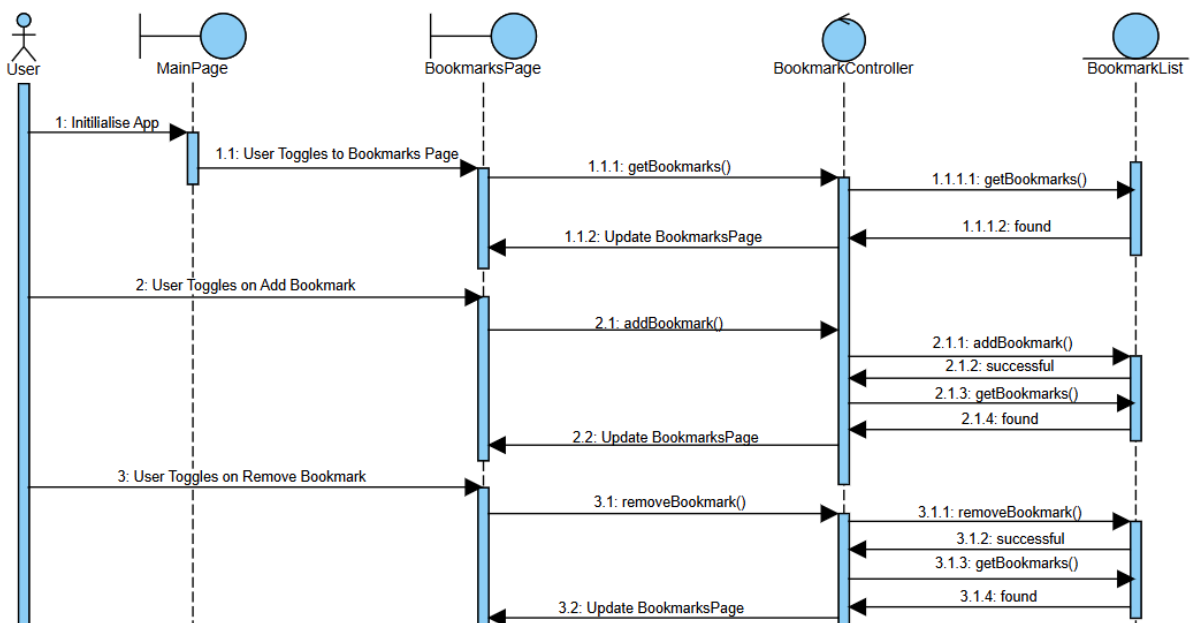 User
MainPage
BookmarksPage
BookmarkController
BookmarkList
1: Initilialise App
1.1: User Toggles to Bookmarks Page
1.1.1: getBookmarks()
1.1.1.1: getBookmarks()
1.1.1.2: found
1.1.2: Update BookmarksPage
2: User Toggles on Add Bookmark
2.1: addBookmark()
2.1.1: addBookmark()
2.1.2: successful
2.1.3: getBookmarks()
2.1.4: found
2.2: Update BookmarksPage
3: User Toggles on Remove Bookmark
3.1: removeBookmark()
3.1.1: removeBookmark()
3.1.2: successful
3.1.3: getBookmarks()
3.1.4: found
3.2: Update BookmarksPage